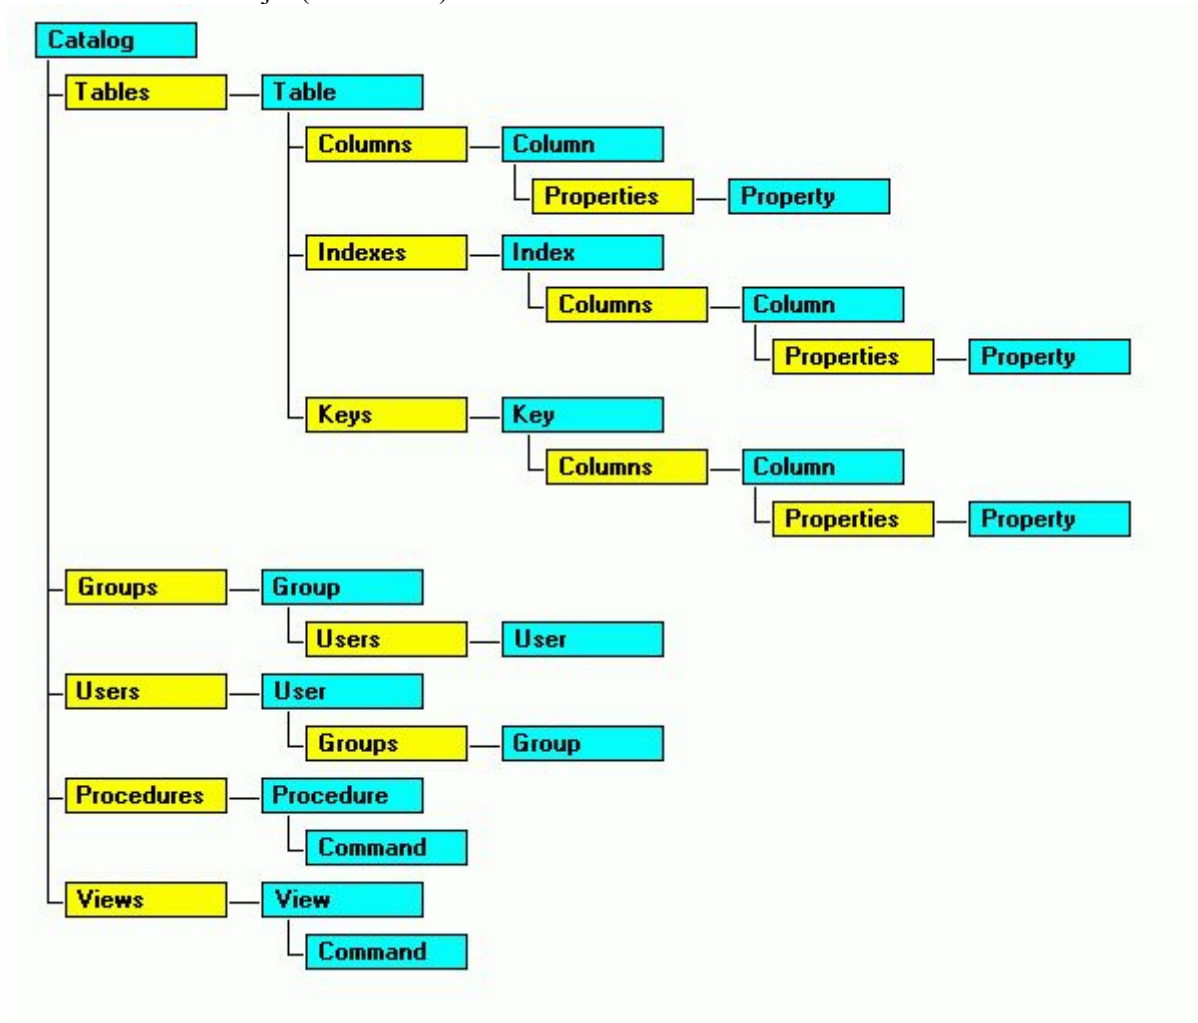 Catalog
Tables Table
Columns Column
Properties Property
Indexes Index
Columns Column
Properties Property
Keys Key
Columns Column
Properties Property
Groups Group
Users User
Users User
Groups Group
Procedures Procedure
Command
Views View
Command